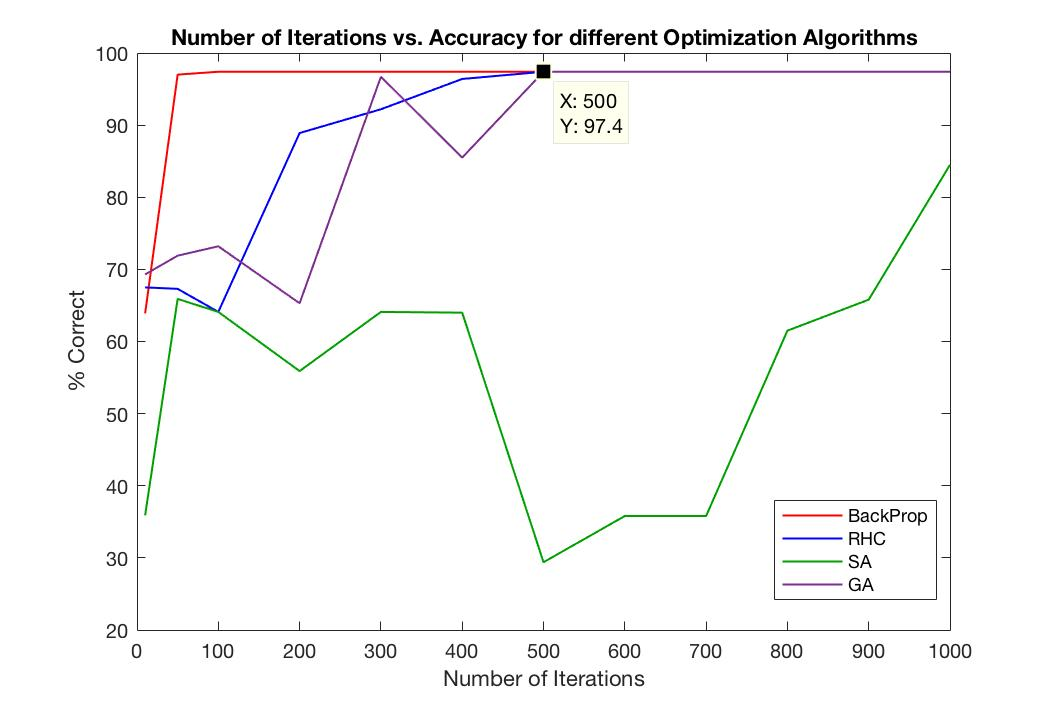 Number of Iterations vs. Accuracy for different Optimization Algorithms
100
90
80
70
60
50
40
30
20
% Correct
X: 500
Y: 97.4
BackProp
RHC
SA
GA
0 100 200 300 400 500 600 700 800 900 1000
Number of Iterations